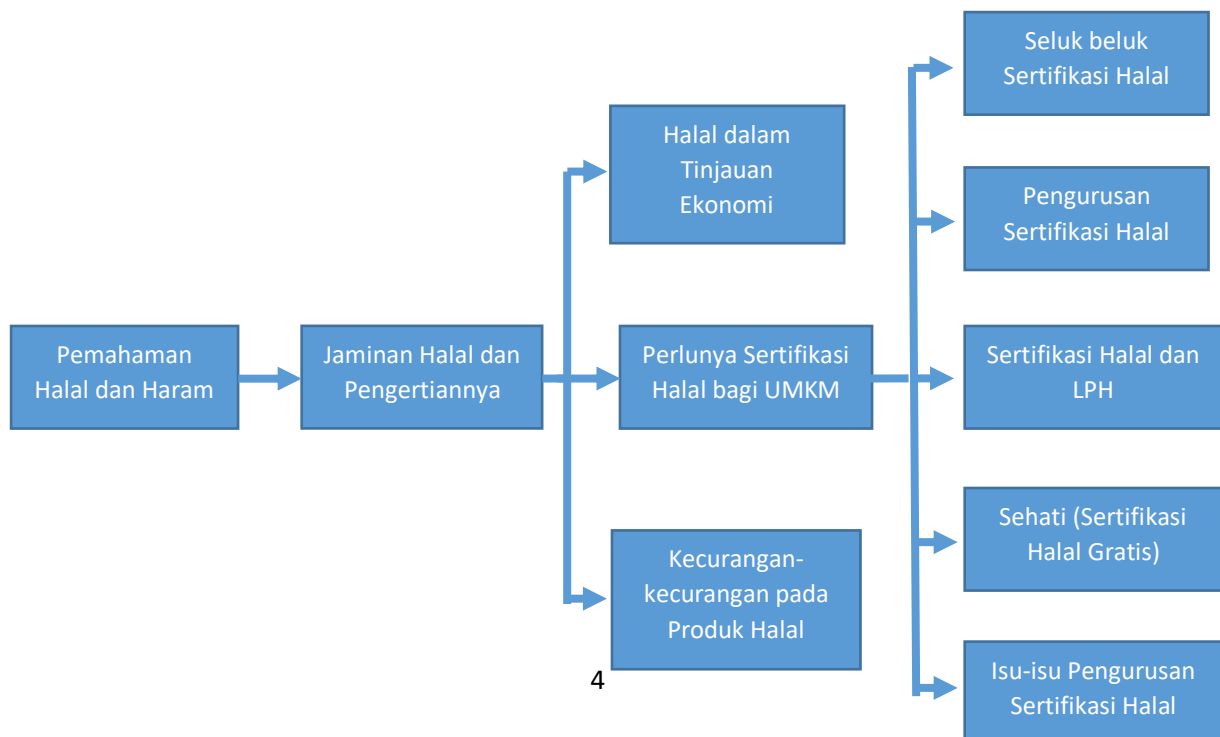 Pemahaman
Halal dan Haram
Jaminan Halal dan
Pengertiannya
Halal dalam
Tinjauan
Ekonomi
Perlunya Sertifikasi
Halal bagi UMKM
Kecurangan-
kecurangan pada
Produk Halal
Seluk beluk
Sertifikasi Halal
Pengurusan
Sertifikasi Halal
Sertifikasi Halal dan
LPH
Sehati (Sertifikasi
Halal Gratis)
Isu-isu Pengurusan
Sertifikasi Halal
4